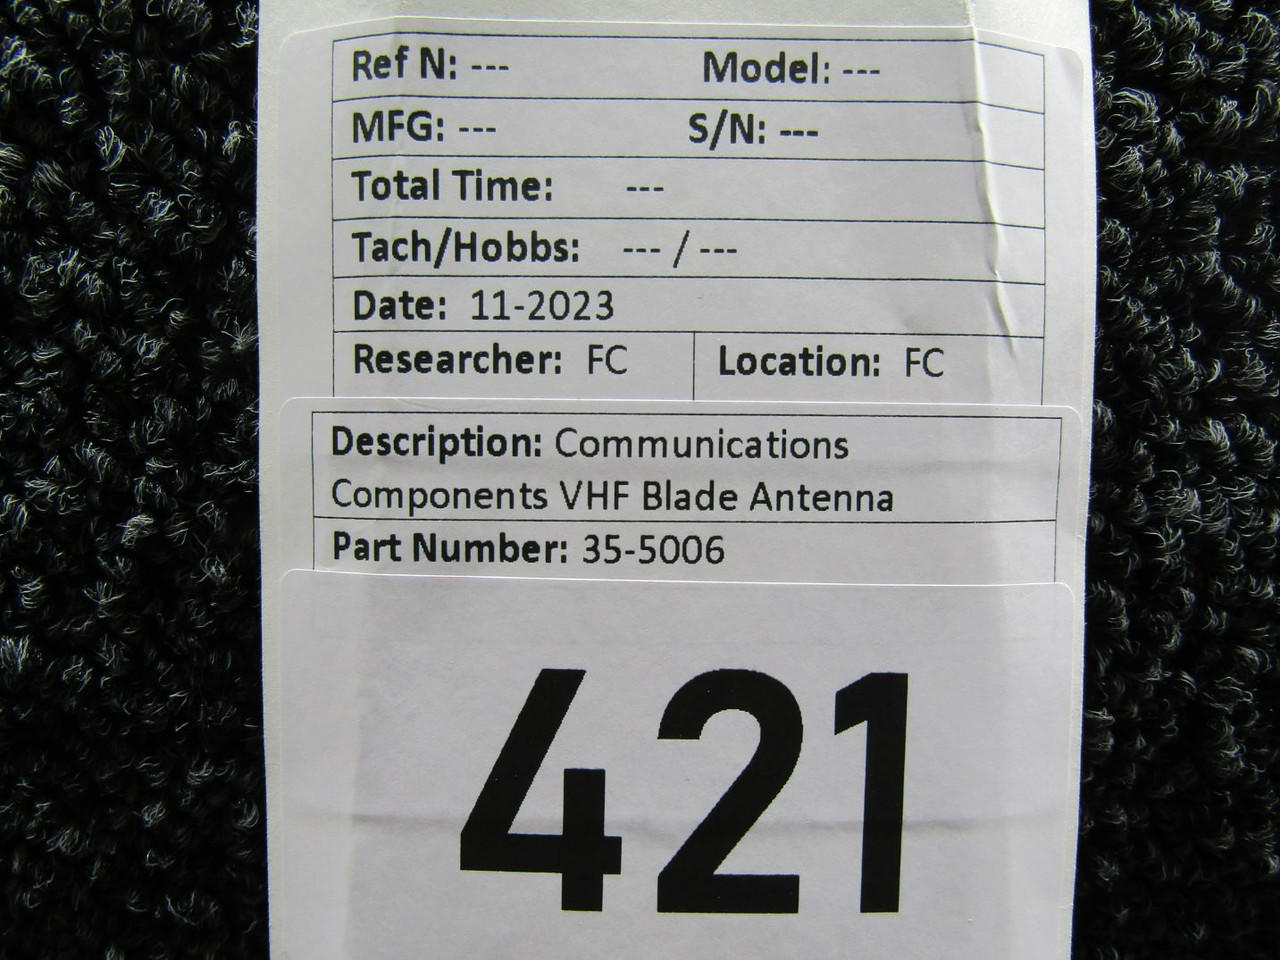 Ref N: --- Model: ---
MFG: --- S/N: ---
Total Time: ---
Tach/Hobbs: --- / ---
Date: 11-2023
Researcher: FC Location: FC
Description: Communications
Components VHF Blade Antenna
Part Number: 35-5006
421